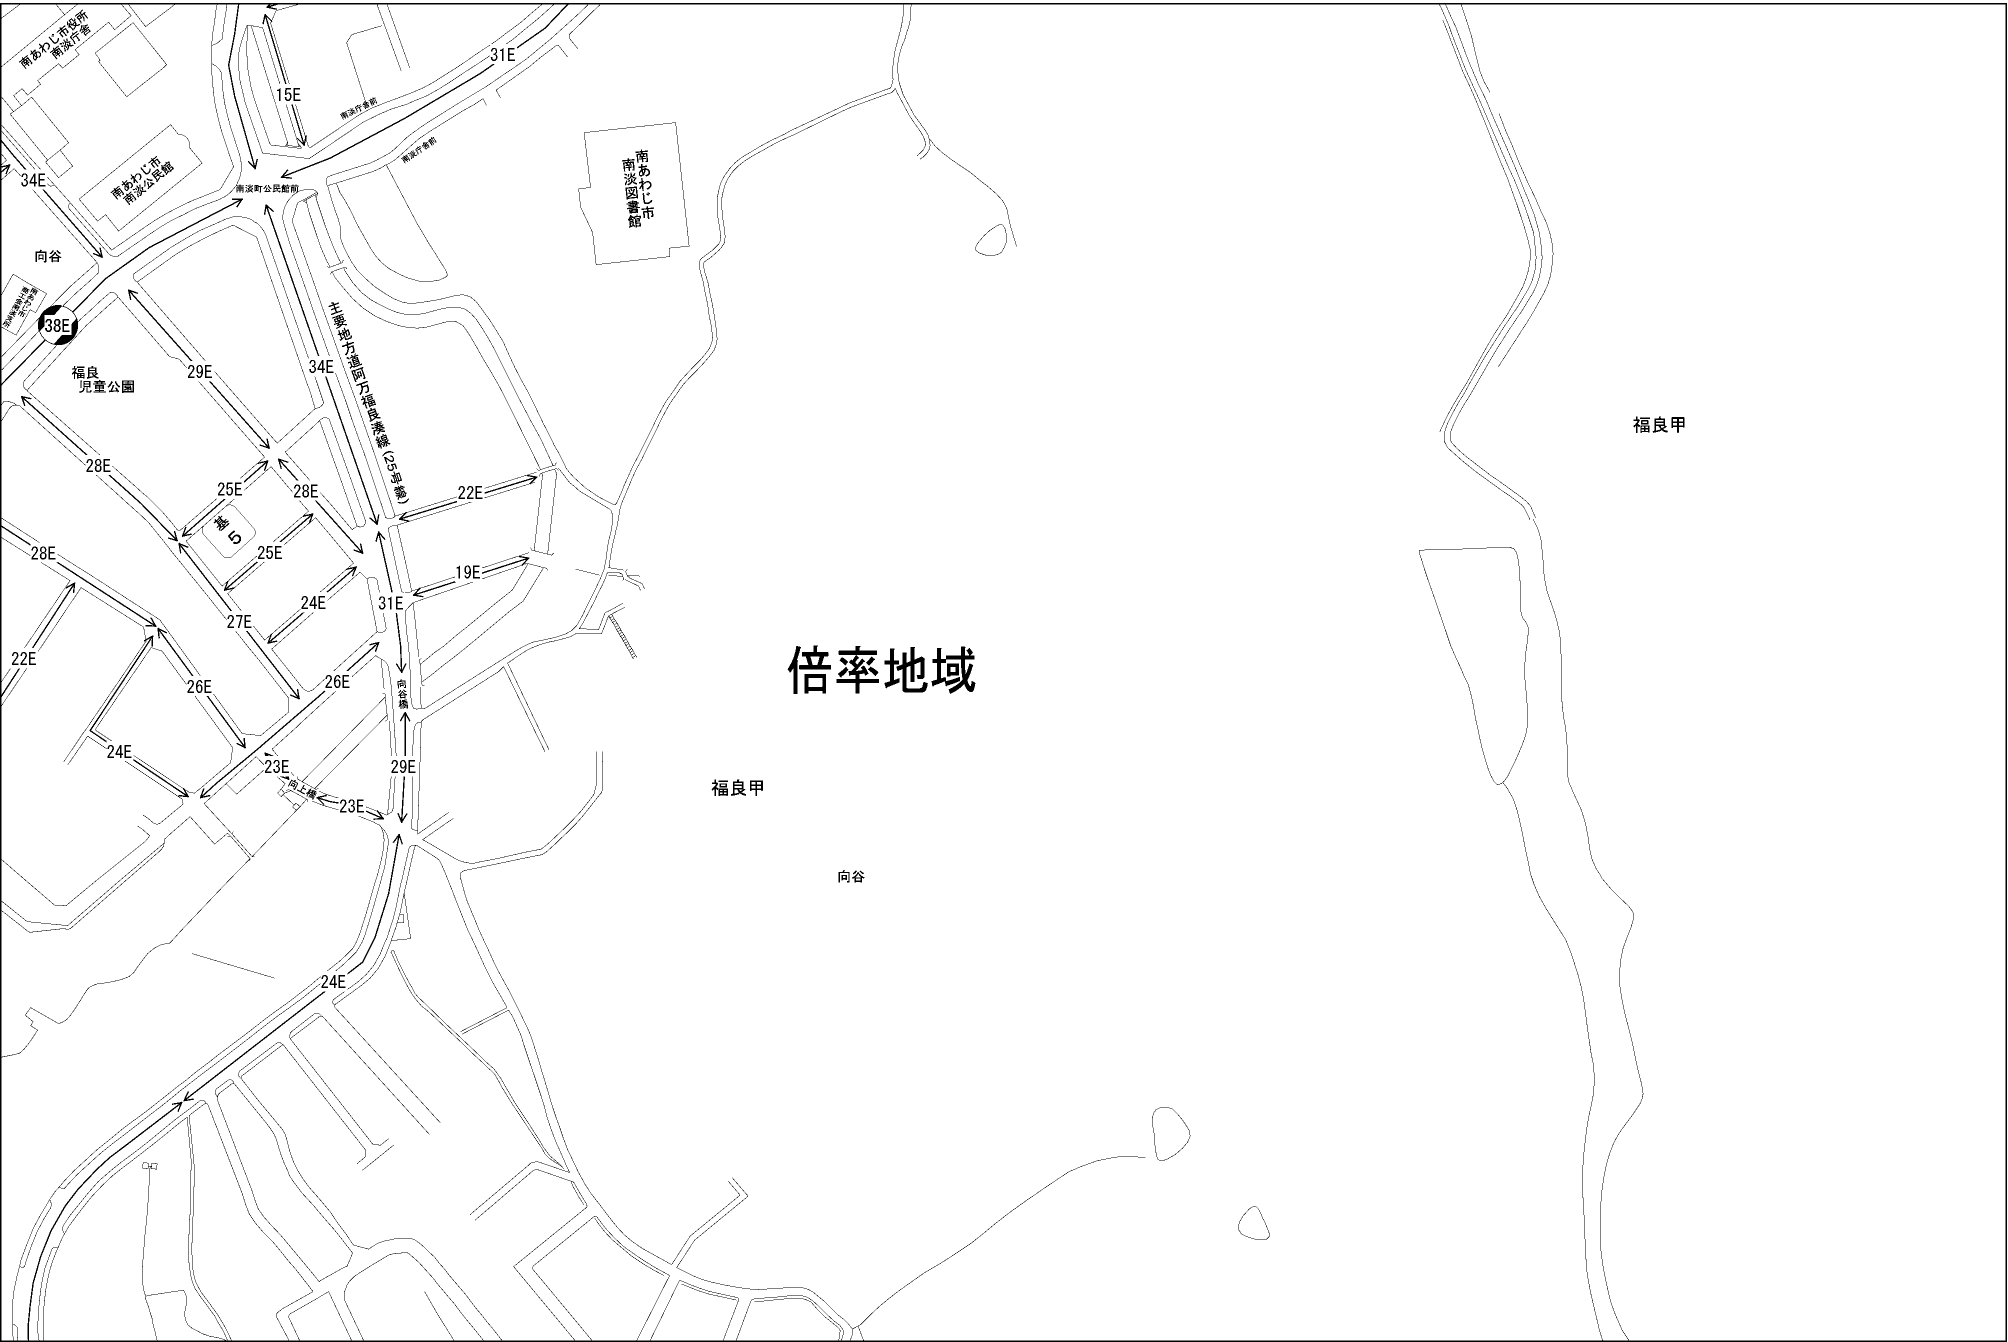 南あわじ市役所
南淡庁舎
31E
15E
南淡庁舎前
南淡庁舎前
南あわじ市
南淡公民館
34E
南淡町公民館前
南あわじ市
南淡図書館
向谷
38E
主要地方道阿万福良湊線(25号線)
34E
29E
福良
児童公園
福良甲
28E
25E
28E
22E
基
5
25E
28E
19E
24E
31E
27E
22E
26E
26E
向谷橋
倍率地域
24E
23E
29E
向上橋
23E
福良甲
向谷
24E